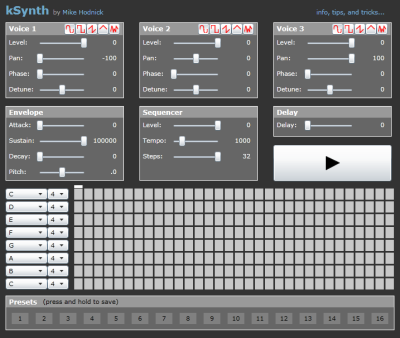 kSynth by Mike Hodnick info, tips, and tricks...
Voice 1 Voice 2 Voice 3
Level: 0 Level: 0 Level: 0
Pan: -100 Pan: 0 Pan: 100
Phase: 0 Phase: 0 Phase: 0
Detune: 0 Detune: 0 Detune: 0
Envelope Sequencer Delay
Attack: 0 Level: 0 Delay: 0
Sustain: 100000 Tempo: 1000
Decay: 0 Steps: 32
Pitch: .0
C 4
D 4
E 4
F 4
G 4
A 4
B 4
C 4
Presets (press and hold to save)
1 2 3 4 5 6 7 8 9 10 11 12 13 14 15 16